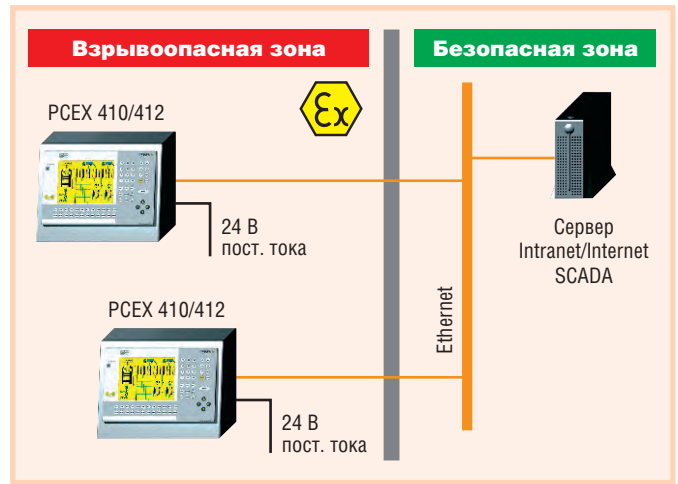 Взрывоопасная зона
Безопасная зона
PCEX 410/412
Ex
24 В
пост. тока
Сервер
Intranet/Internet
SCADA
Ethernet
PCEX 410/412
24 В
пост. тока